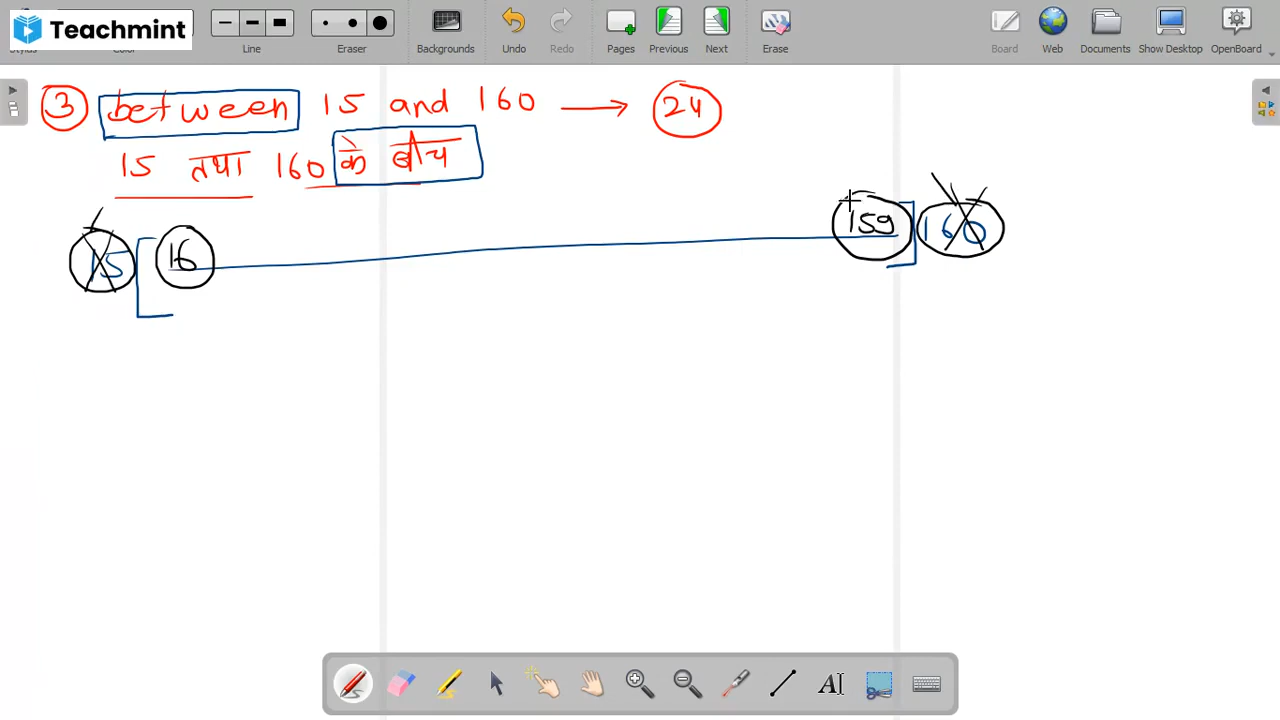 Teachmint
Color Line Eraser Backgrounds Undo Redo Pages Previous Next Erase Board Web Documents Show Desktop OpenBoard
③ between 15 and 160 → 24
15 तथा 160 के बीच
15 [ 16 159 ] 160